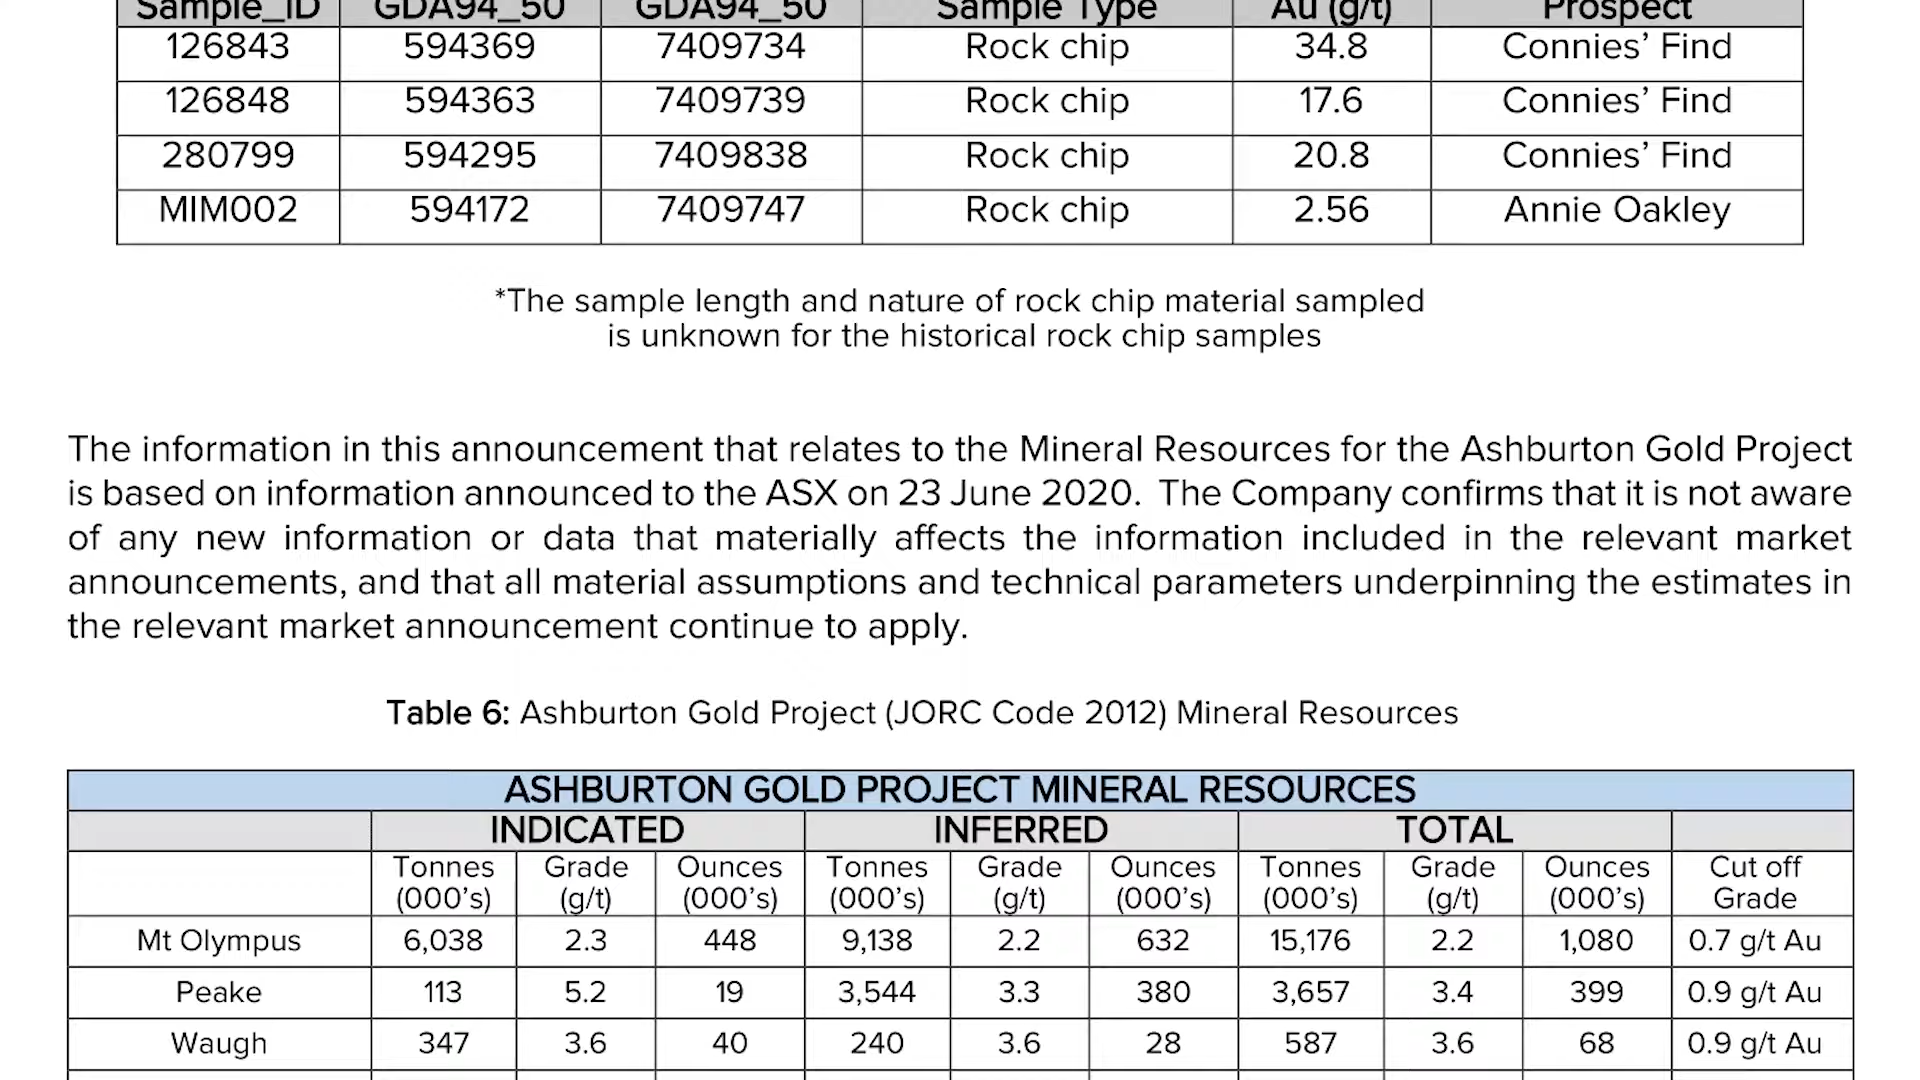 Sample_ID GDA94_50 GDA94_50 Sample Type Au (g/t) Prospect
126843 594369 7409734 Rock chip 34.8 Connies’ Find
126848 594363 7409739 Rock chip 17.6 Connies’ Find
280799 594295 7409838 Rock chip 20.8 Connies’ Find
MIM002 594172 7409747 Rock chip 2.56 Annie Oakley
*The sample length and nature of rock chip material sampled
is unknown for the historical rock chip samples
The information in this announcement that relates to the Mineral Resources for the Ashburton Gold Project
is based on information announced to the ASX on 23 June 2020. The Company confirms that it is not aware
of any new information or data that materially affects the information included in the relevant market
announcements, and that all material assumptions and technical parameters underpinning the estimates in
the relevant market announcement continue to apply.
Table 6: Ashburton Gold Project (JORC Code 2012) Mineral Resources
ASHBURTON GOLD PROJECT MINERAL RESOURCES
INDICATED INFERRED TOTAL
Tonnes Grade Ounces Tonnes Grade Ounces Tonnes Grade Ounces Cut off
(000’s) (g/t) (000’s) (000’s) (g/t) (000’s) (000’s) (g/t) (000’s) Grade
Mt Olympus 6,038 2.3 448 9,138 2.2 632 15,176 2.2 1,080 0.7 g/t Au
Peake 113 5.2 19 3,544 3.3 380 3,657 3.4 399 0.9 g/t Au
Waugh 347 3.6 40 240 3.6 28 587 3.6 68 0.9 g/t Au